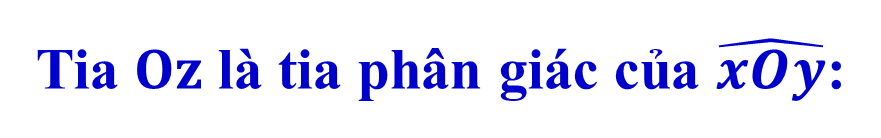 Tia Oz là tia phân giác của $\widehat{xOy}$: